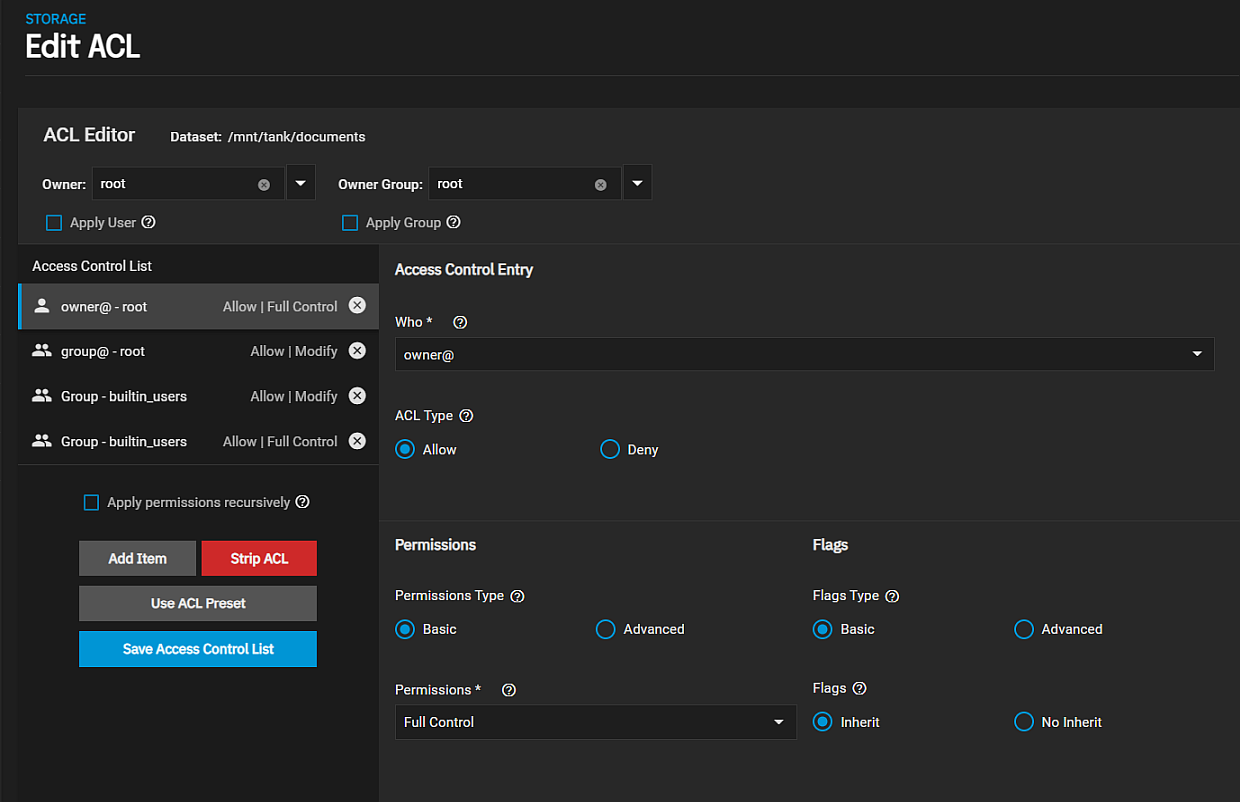 STORAGE
Edit ACL
ACL Editor Dataset: /mnt/tank/documents
Owner: root Owner Group: root
Apply User Apply Group
Access Control List
owner@ - root Allow | Full Control
group@ - root Allow | Modify
Group - builtin_users Allow | Modify
Group - builtin_users Allow | Full Control
Apply permissions recursively
Add Item Strip ACL
Use ACL Preset
Save Access Control List
Access Control Entry
Who *
owner@
ACL Type
Allow Deny
Permissions
Permissions Type
Basic Advanced
Permissions *
Full Control
Flags
Flags Type
Basic Advanced
Flags
Inherit No Inherit